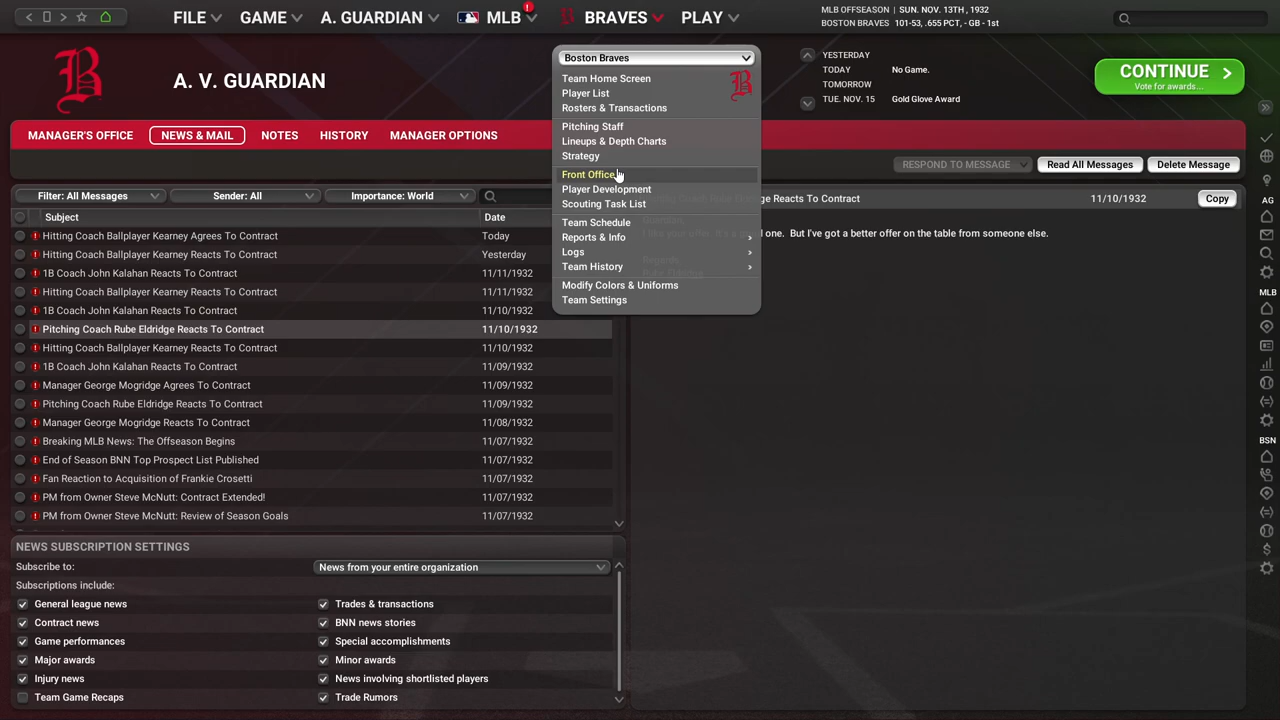 FILE GAME A. GUARDIAN MLB ! BRAVES PLAY
MLB OFFSEASON | SUN. NOV. 13TH , 1932
BOSTON BRAVES 101-53, .655 PCT, - GB - 1st
B
A. V. GUARDIAN
YESTERDAY
TODAY No Game.
TOMORROW
TUE. NOV. 15 Gold Glove Award
CONTINUE
Vote for awards...
Boston Braves
Team Home Screen
Player List
Rosters & Transactions
Pitching Staff
Lineups & Depth Charts
Strategy
Front Office
Player Development
Scouting Task List
Team Schedule
Reports & Info
Logs
Team History
Modify Colors & Uniforms
Team Settings
B
MANAGER'S OFFICE NEWS & MAIL NOTES HISTORY MANAGER OPTIONS
RESPOND TO MESSAGE Read All Messages Delete Message
Filter: All Messages Sender: All Importance: World
Subject Date
Hitting Coach Ballplayer Kearney Agrees To Contract Today
Hitting Coach Ballplayer Kearney Reacts To Contract Yesterday
1B Coach John Kalahan Reacts To Contract 11/11/1932
Hitting Coach Ballplayer Kearney Reacts To Contract 11/11/1932
1B Coach John Kalahan Reacts To Contract 11/10/1932
Pitching Coach Rube Eldridge Reacts To Contract 11/10/1932
Hitting Coach Ballplayer Kearney Reacts To Contract 11/10/1932
1B Coach John Kalahan Reacts To Contract 11/09/1932
Manager George Mogridge Agrees To Contract 11/09/1932
Pitching Coach Rube Eldridge Reacts To Contract 11/09/1932
Manager George Mogridge Reacts To Contract 11/08/1932
Breaking MLB News: The Offseason Begins 11/07/1932
End of Season BNN Top Prospect List Published 11/07/1932
Fan Reaction to Acquisition of Frankie Crosetti 11/07/1932
PM from Owner Steve McNutt: Contract Extended! 11/07/1932
PM from Owner Steve McNutt: Review of Season Goals 11/07/1932
ge Reacts To Contract 11/10/1932 Copy
Guardian,
I like your offer. It's a good one. But I've got a better offer on the table from someone else.
Regards,
Rube Eldridge
NEWS SUBSCRIPTION SETTINGS
Subscribe to: News from your entire organization
Subscriptions include:
General league news Trades & transactions
Contract news BNN news stories
Game performances Special accomplishments
Major awards Minor awards
Injury news News involving shortlisted players
Team Game Recaps Trade Rumors
AG
MLB
BSN